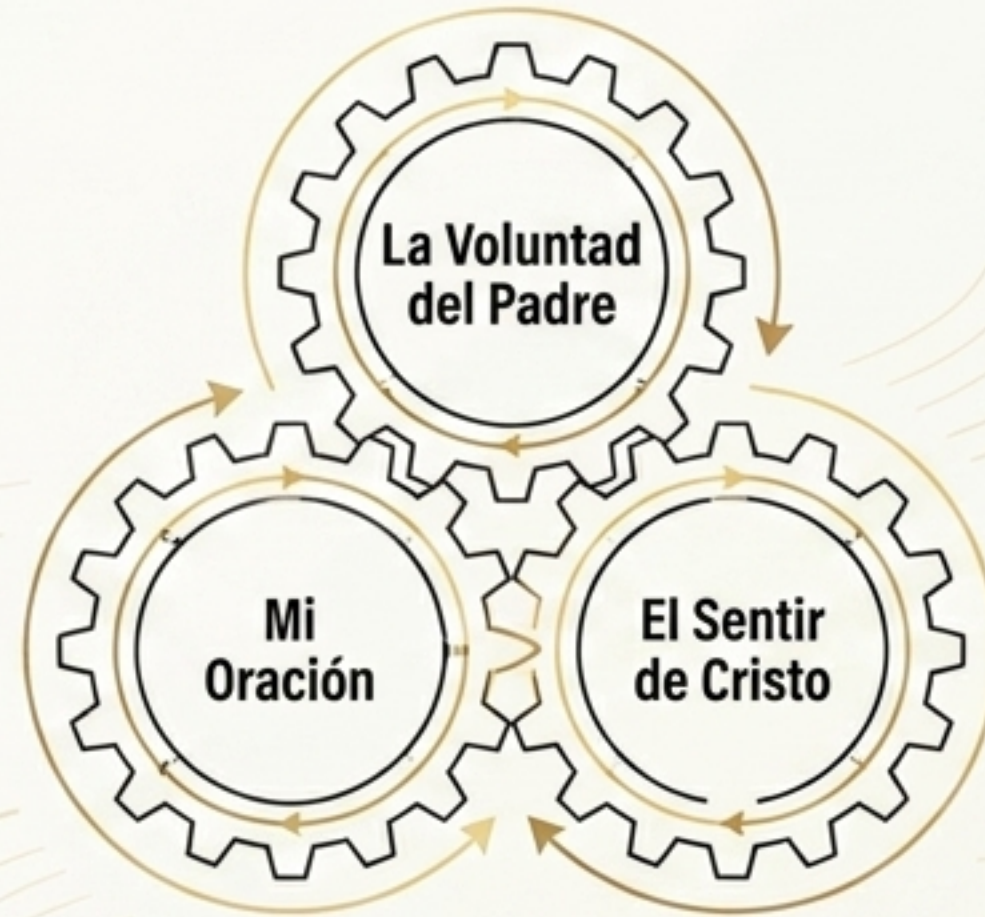 La Voluntad
del Padre
Mi
Oración
El Sentir
de Cristo